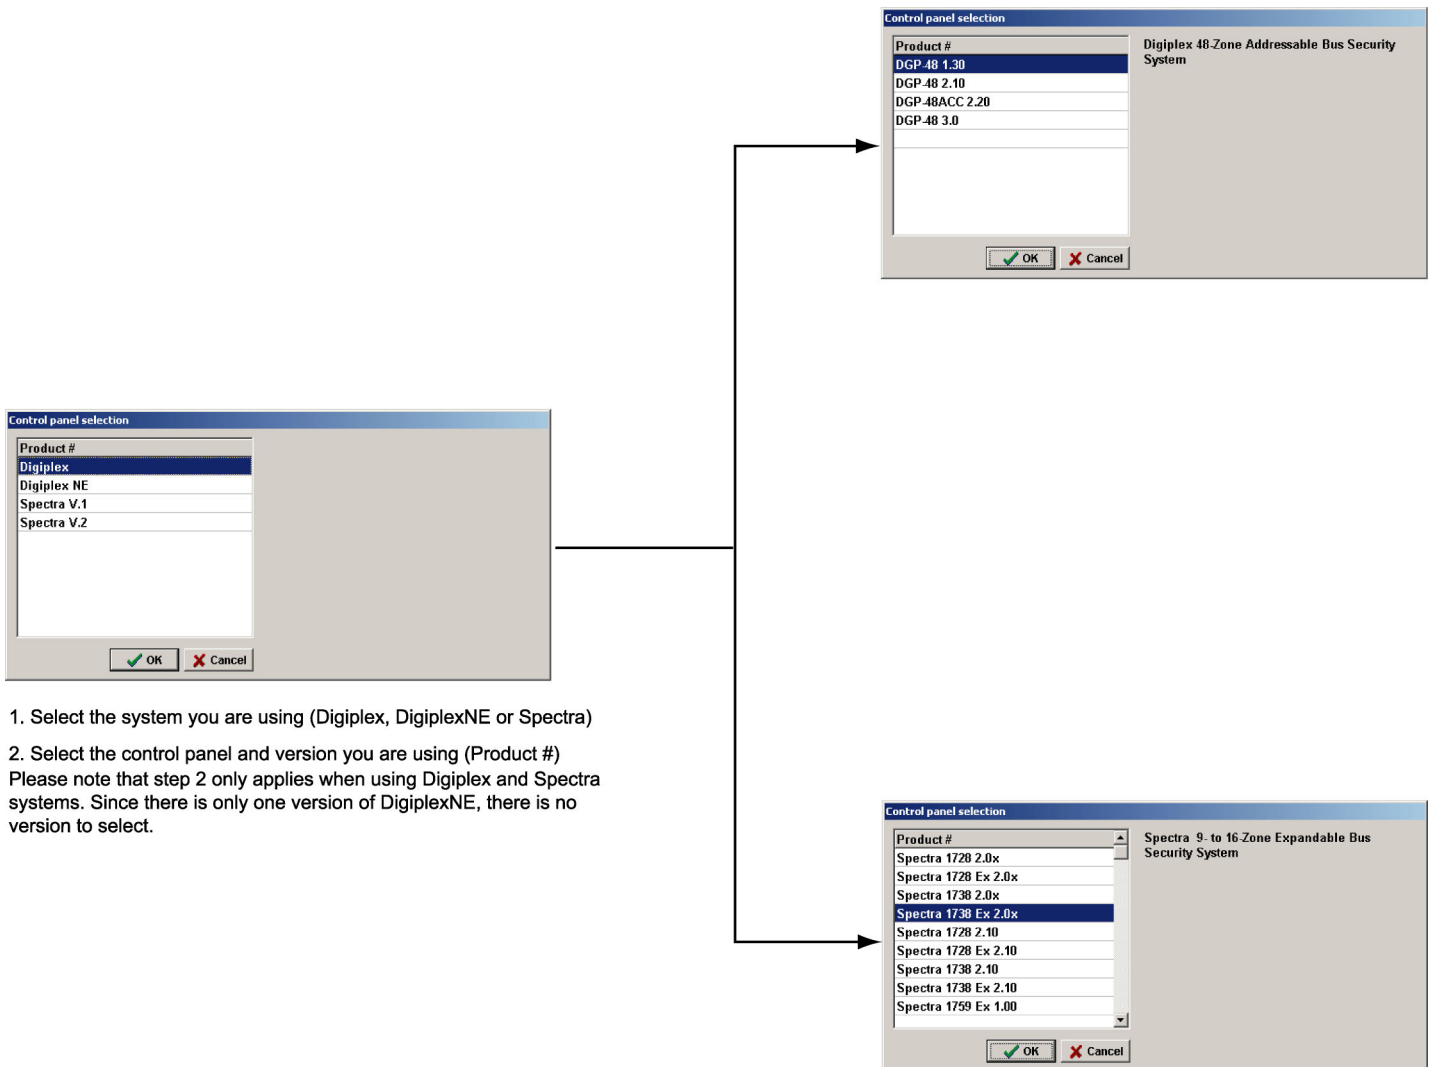 Control panel selection
Product #
DGP-48 1.30
DGP-48 2.10
DGP-48ACC 2.20
DGP-48 3.0
Digiplex 48-Zone Addressable Bus Security
System
OK
Cancel
Control panel selection
Product #
Digiplex
Digiplex NE
Spectra V.1
Spectra V.2
OK
Cancel
1. Select the system you are using (Digiplex, DigiplexNE or Spectra)
2. Select the control panel and version you are using (Product #)
Please note that step 2 only applies when using Digiplex and Spectra
systems. Since there is only one version of DigiplexNE, there is no
version to select.
Control panel selection
Product #
Spectra 1728 2.0x
Spectra 1728 Ex 2.0x
Spectra 1738 2.0x
Spectra 1738 Ex 2.0x
Spectra 1728 2.10
Spectra 1728 Ex 2.10
Spectra 1738 2.10
Spectra 1738 Ex 2.10
Spectra 1759 Ex 1.00
Spectra 9- to 16-Zone Expandable Bus
Security System
OK
Cancel